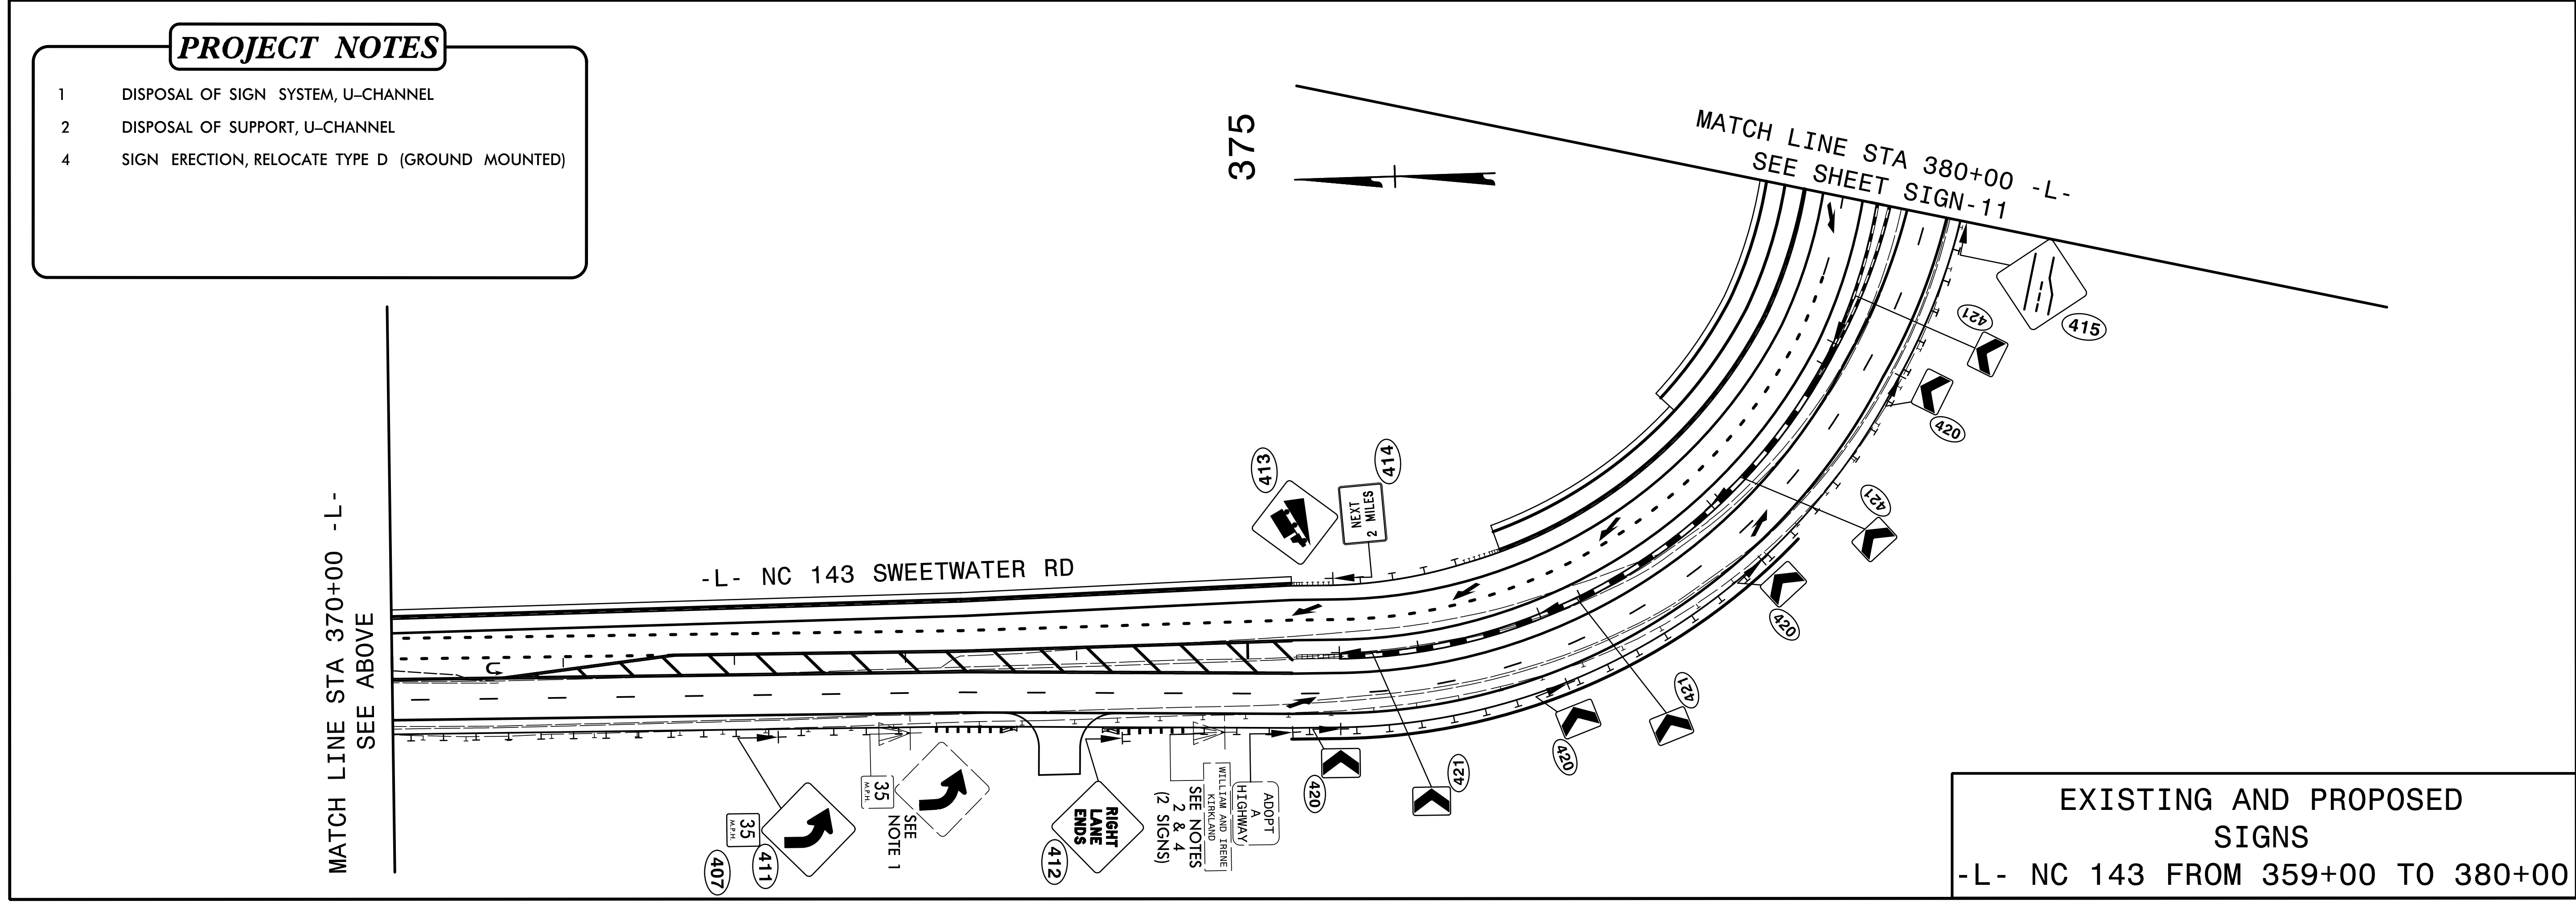 PROJECT NOTES
1 DISPOSAL OF SIGN SYSTEM, U–CHANNEL
2 DISPOSAL OF SUPPORT, U–CHANNEL
4 SIGN ERECTION, RELOCATE TYPE D (GROUND MOUNTED)
375
MATCH LINE STA 380+00 -L-
SEE SHEET SIGN-11
415
421
420
421
420
421
420
421
420
413
414
NEXT
2 MILES
-L- NC 143 SWEETWATER RD
MATCH LINE STA 370+00 -L-
SEE ABOVE
35
M.P.H.
407
411
35
M.P.H.
SEE
NOTE 1
RIGHT
LANE
ENDS
412
ADOPT
A
HIGHWAY
WILLIAM AND IRENE
KIRKLAND
SEE NOTES
2 & 4
(2 SIGNS)
EXISTING AND PROPOSED
SIGNS
-L- NC 143 FROM 359+00 TO 380+00